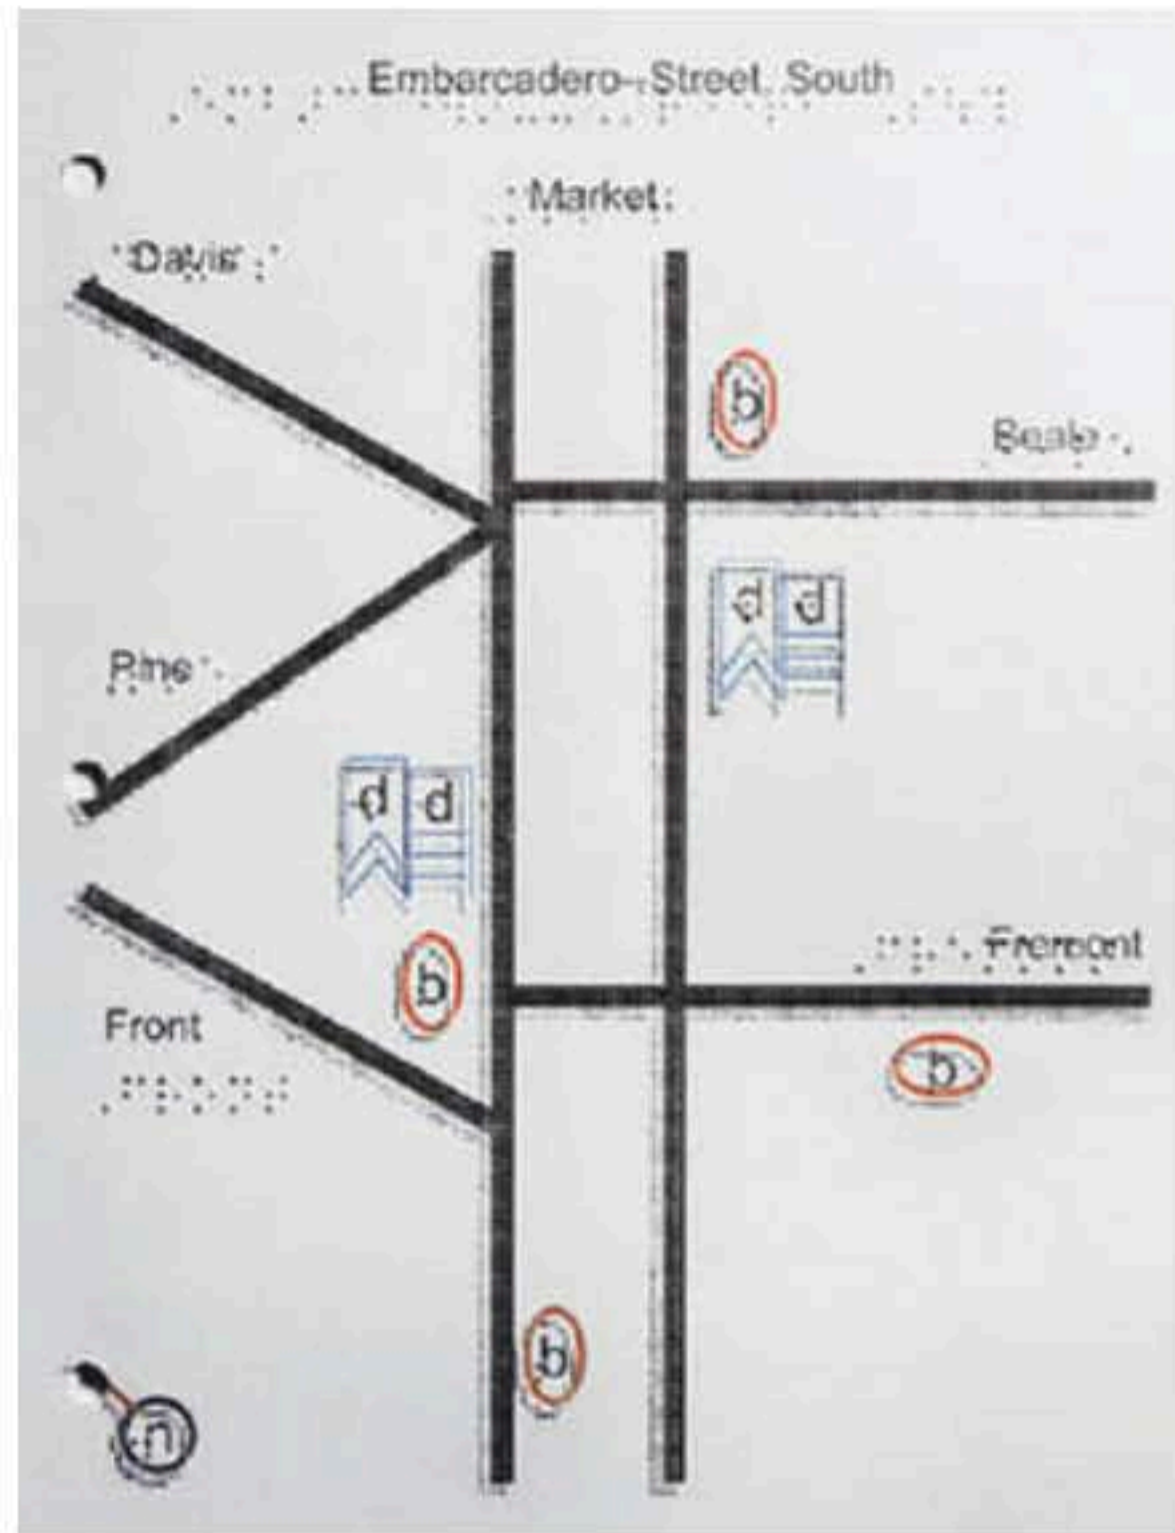 Embarcadero - Street, South
Market
Davis
b
Beale
d d
Pine
d d
Fremont
b
Front
b
b
n